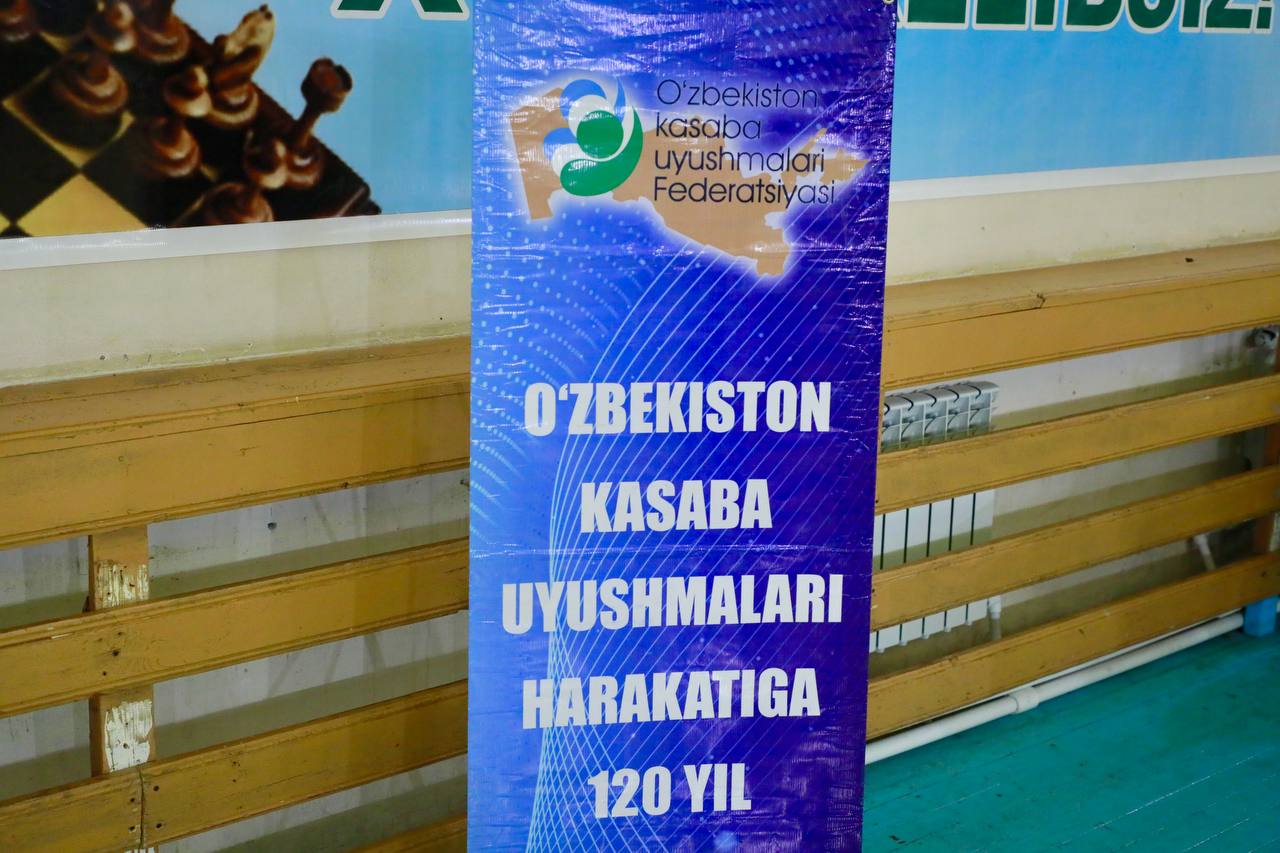 O‘zbekiston
kasaba
uyushmalari
Federatsiyasi
O‘ZBEKISTON
KASABA
UYUSHMALARI
HARAKATIGA
120 YIL